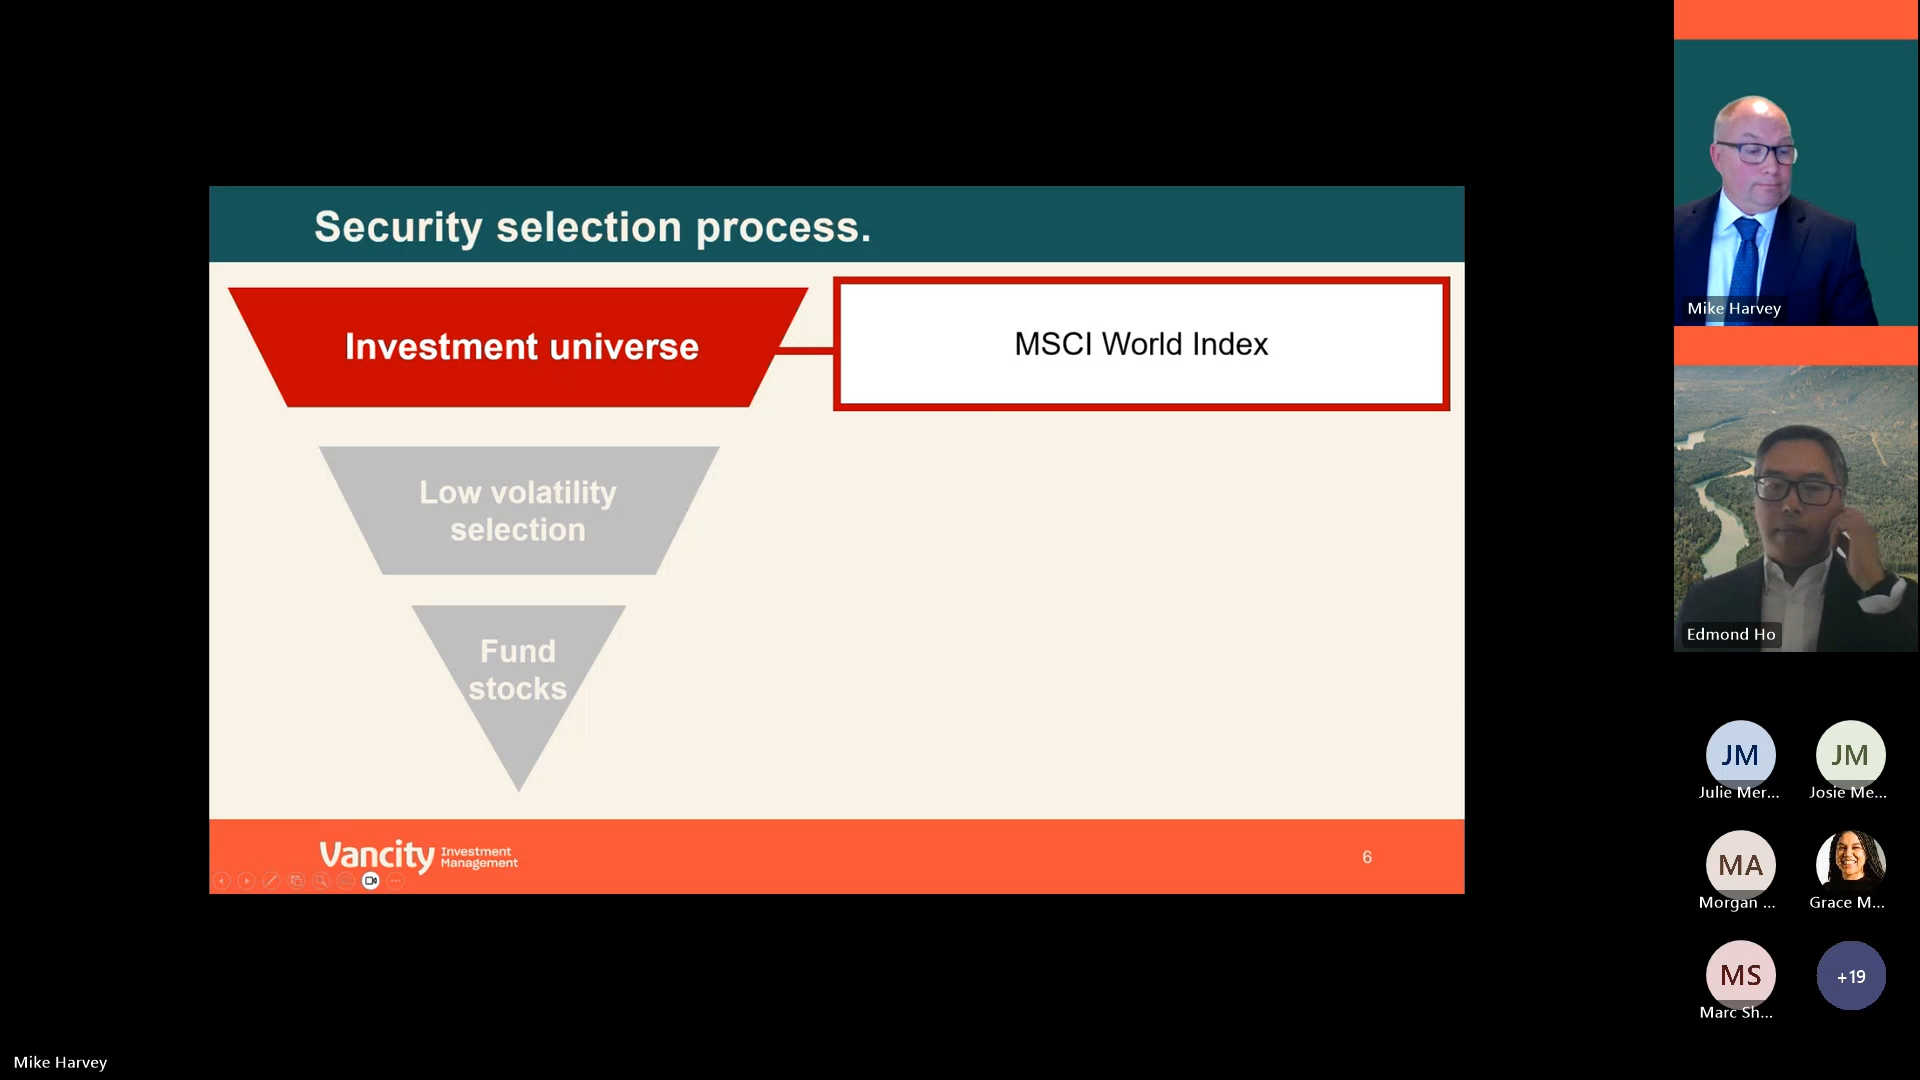 Security selection process.
Investment universe
MSCI World Index
Low volatility
selection
Fund
stocks
Vancity Investment
Management
6
Mike Harvey
Edmond Ho
JM
Julie Mer...
JM
Josie Me...
MA
Morgan ...
Grace M...
MS
Marc Sh...
+19
Mike Harvey